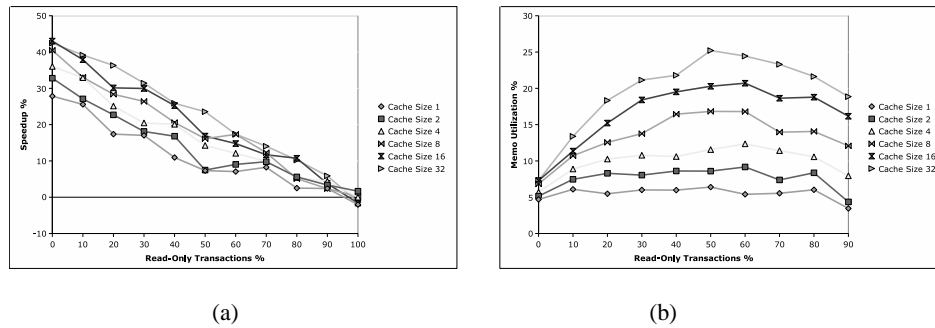 50
40
30
20
10
0
-10
Speedup %
0 10 20 30 40 50 60 70 80 90 100
Read-Only Transactions %
Cache Size 1
Cache Size 2
Cache Size 4
Cache Size 8
Cache Size 16
Cache Size 32
(a)
30
25
20
15
10
5
0
Memo Utilization %
0 10 20 30 40 50 60 70 80 90
Read-Only Transactions %
Cache Size 1
Cache Size 2
Cache Size 4
Cache Size 8
Cache Size 16
Cache Size 32
(b)